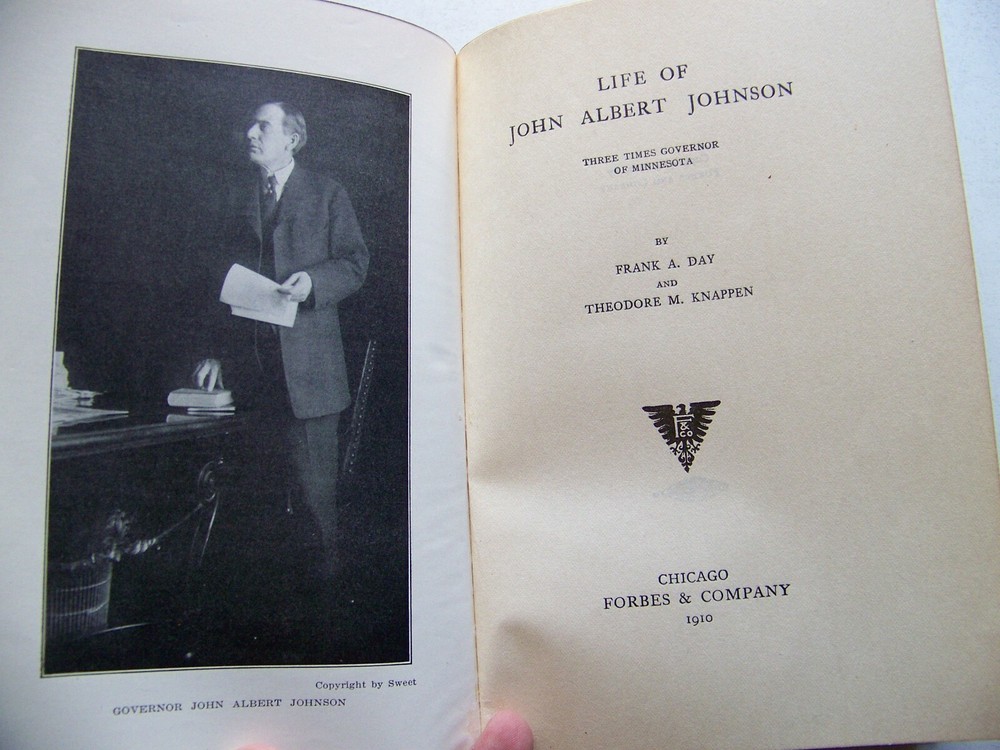 Copyright by Sweet
GOVERNOR JOHN ALBERT JOHNSON
LIFE OF
JOHN ALBERT JOHNSON
THREE TIMES GOVERNOR
OF MINNESOTA
BY
FRANK A. DAY
AND
THEODORE M. KNAPPEN
F
&
CO
CHICAGO
FORBES & COMPANY
1910